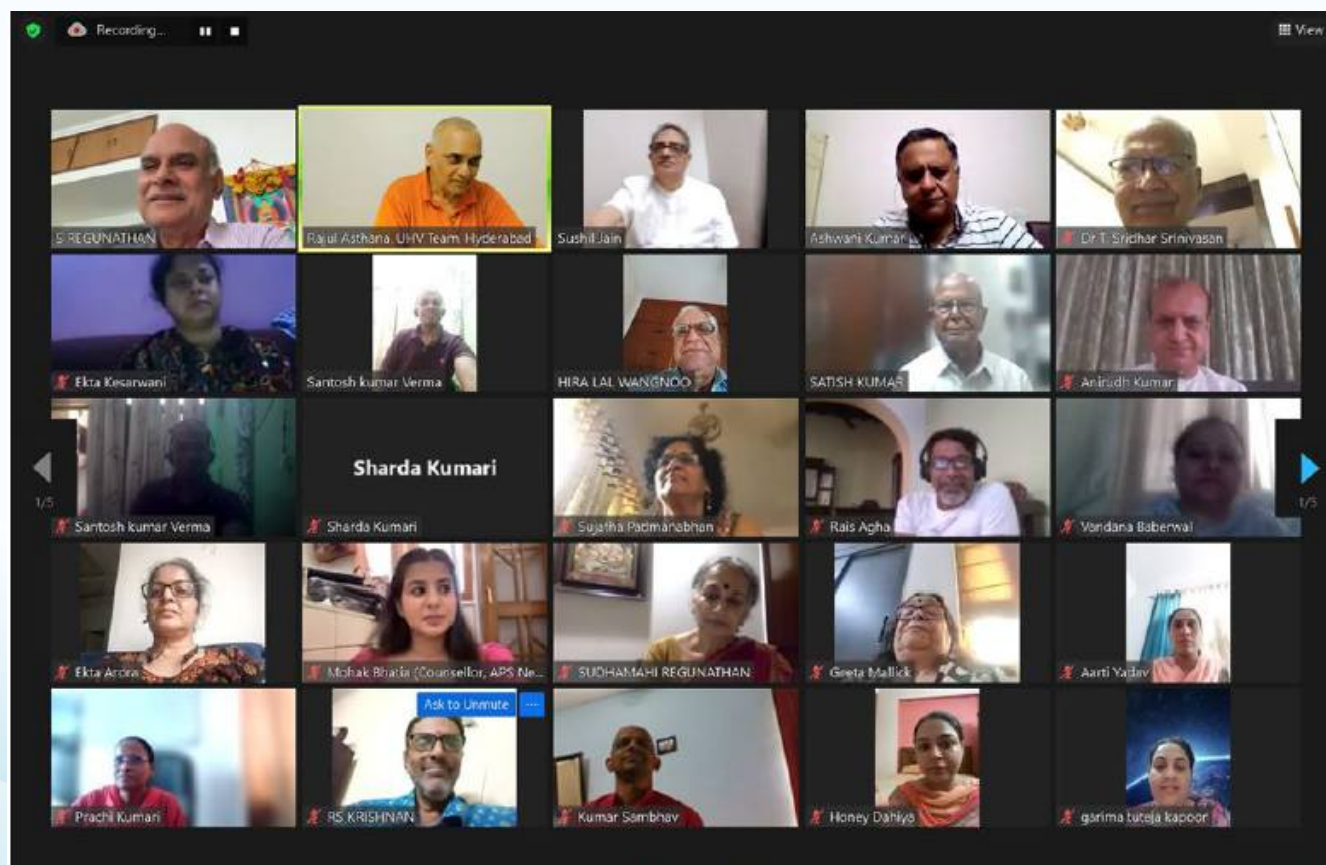 Recording...
View
S REGUNATHAN
Rajul Asthana, UHV Team, Hyderabad
Sushil Jain
Ashwani Kumar
Dr T. Sridhar Srinivasan
Ekta Kesarwani
Santosh kumar Verma
HIRA LAL WANGNOO
SATISH KUMAR
Anirudh Kumar
1/5
Santosh kumar Verma
Sharda Kumari
Sharda Kumari
Sujatha Padmanabhan
Rais Agha
Vandana Baberwal
1/5
Ekta Arora
Mohak Bhatia (Counsellor, APS Ne...
SUDHAMAHI REGUNATHAN
Geeta Mallick
Aarti Yadav
Ask to Unmute
...
Prachi Kumari
RS KRISHNAN
Kumar Sambhav
Honey Dahiya
garima tuteja kapoor